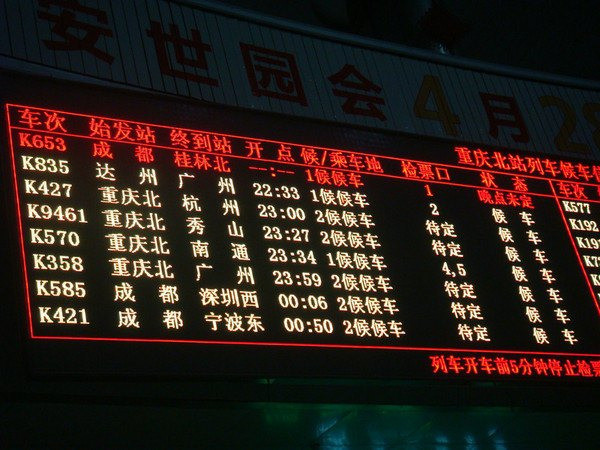 安世园会4月2
重庆北站列车候车
车次 始发站 终到站 开点 候/乘车地 检票口 状态 车次
K653 成都 桂林北 --:-- 1候候车 1 晚点未定 K577
K835 达州 广州 22:33 1候候车 2 候车
K427 重庆北 杭州 23:00 2候候车 待定 候车
K9461 重庆北 秀山 23:27 2候候车 待定 候车
K570 重庆北 南通 23:34 1候候车 4,5 候车
K358 重庆北 广州 23:59 2候候车 待定 候车
K585 成都 深圳西 00:06 2候候车 待定 候车
K421 成都 宁波东 00:50 2候候车 待定 候车
列车开车前5分钟停止检票